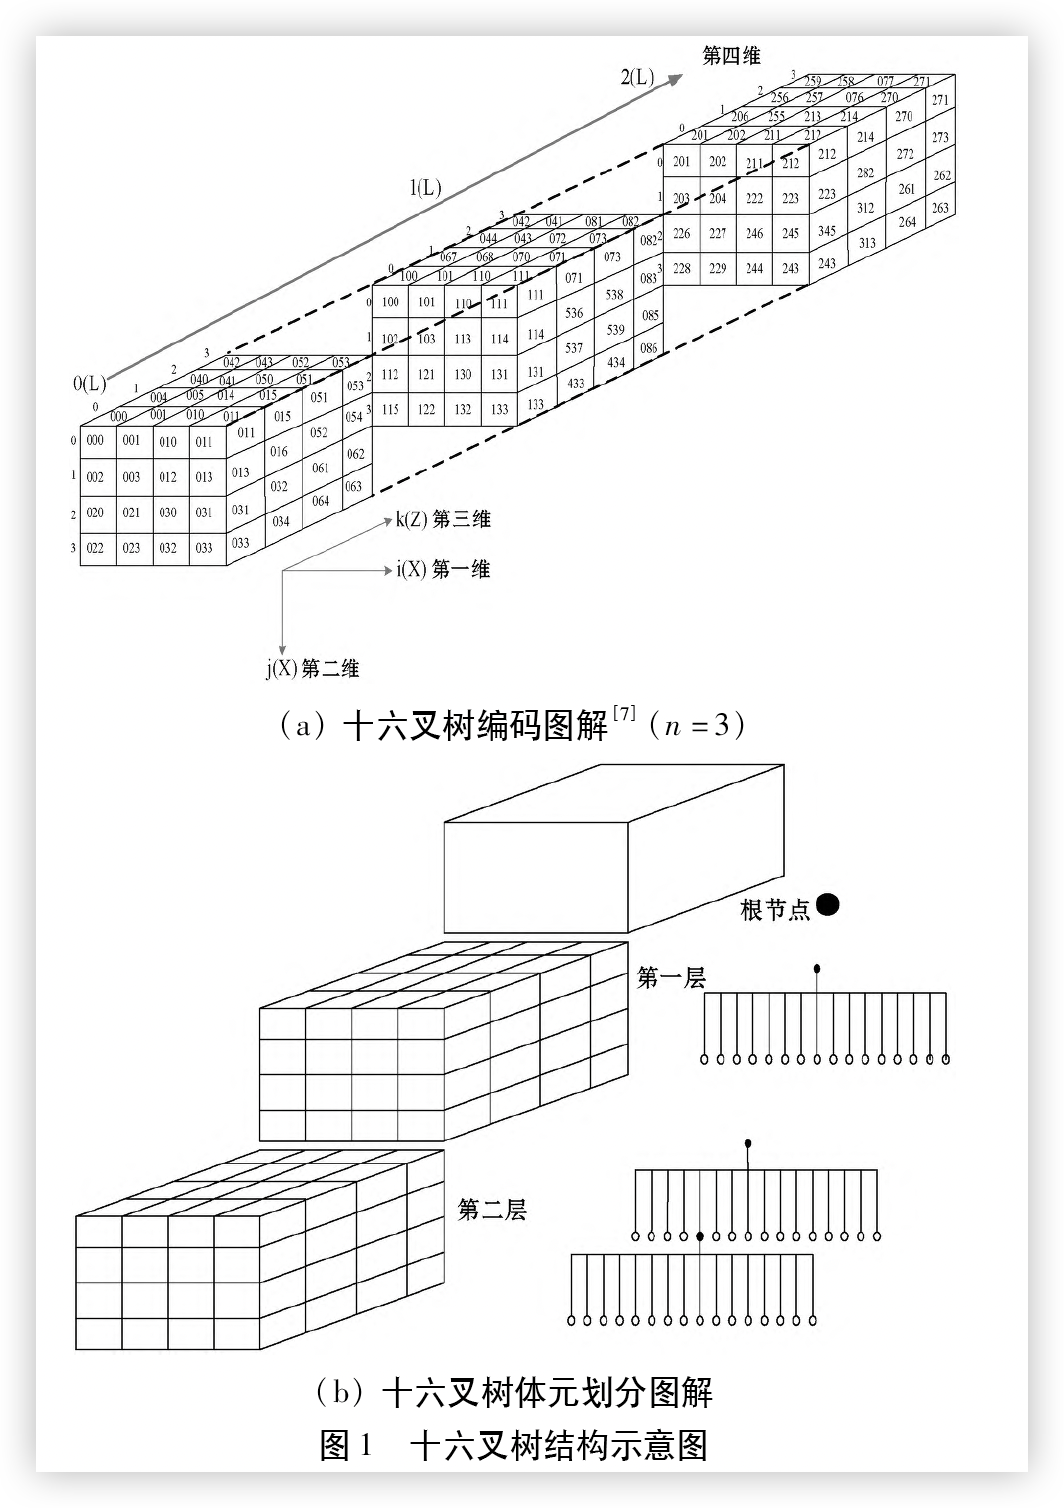 第四维
2(L)
3 259 258 077 271
2 256 257 076 270 271
1 206 255 213 214 270
0 201 202 211 212 214 273
0 201 202 211 212 212 272
1(L)
282 262
1 203 204 222 223 223 261
3 042 041 081 082 312 263
2 044 043 072 073 082 2 226 227 246 245 345 264
1 067 068 070 071 073 313
0 100 101 110 111 083 3 228 229 244 243 243
071
0 100 101 110 111 111 538
536 085
1 102 103 113 114 114 539
3 042 043 052 053 537 086
2 040 041 050 051 053 2 112 121 130 131 131 434
0(L)
1 004 005 014 015 051 433
0 000 001 010 011 015 054 3 115 122 132 133 133
0 000 001 010 011 011 052
016 062
1 002 003 012 013 013 061
032 063
2 020 021 030 031 031 064
034
k(Z) 第三维
3 022 023 032 033 033
i(X) 第一维
j(X) 第二维
（a）十六叉树编码图解[7]（n = 3）
根节点
第一层
第二层
（b）十六叉树体元划分图解
图 1 十六叉树结构示意图